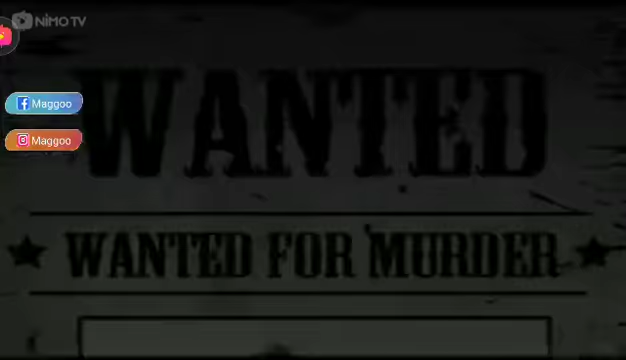 NIMO TV
Maggoo
Maggoo
WANTED
WANTED FOR MURDER